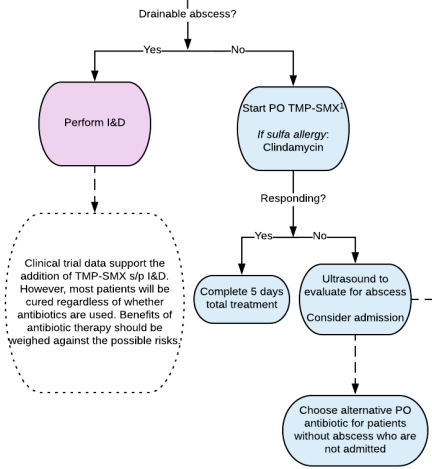 Drainable abscess?
Yes
No
Perform I&D
Start PO TMP-SMX1
If sulfa allergy:
Clindamycin
Responding?
Yes
No
Clinical trial data support the
addition of TMP-SMX s/p I&D.
However, most patients will be
cured regardless of whether
antibiotics are used. Benefits of
antibiotic therapy should be
weighed against the possible risks.
Complete 5 days
total treatment
Ultrasound to
evaluate for abscess
Consider admission
Choose alternative PO
antibiotic for patients
without abscess who are
not admitted